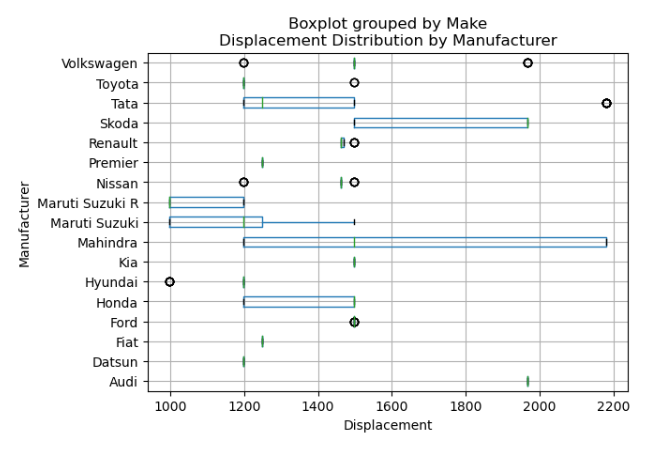 Boxplot grouped by Make
Displacement Distribution by Manufacturer
Volkswagen
Toyota
Tata
Skoda
Renault
Premier
Nissan
Maruti Suzuki R
Maruti Suzuki
Mahindra
Kia
Hyundai
Honda
Ford
Fiat
Datsun
Audi
Manufacturer
1000 1200 1400 1600 1800 2000 2200
Displacement